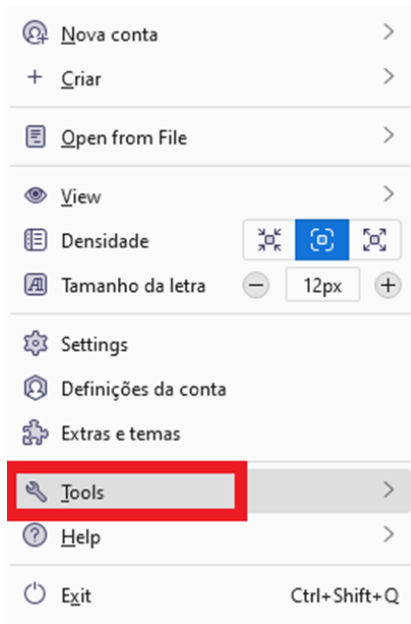 Nova conta
Criar
Open from File
View
Densidade
Tamanho da letra 12px
Settings
Definições da conta
Extras e temas
Tools
Help
Exit Ctrl+Shift+Q